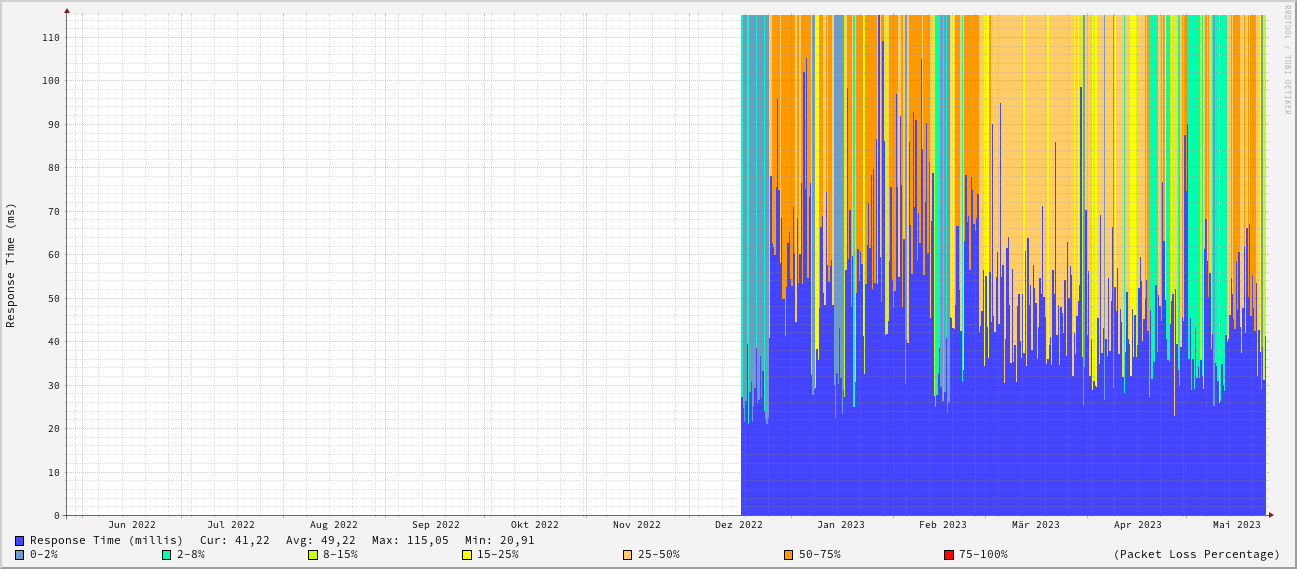 RRDTOOL / TOBI OETIKER
Response Time (ms)
110
100
90
80
70
60
50
40
30
20
10
0
Jun 2022 Jul 2022 Aug 2022 Sep 2022 Okt 2022 Nov 2022 Dez 2022 Jan 2023 Feb 2023 Mär 2023 Apr 2023 Mai 2023
Response Time (millis) Cur: 41,22 Avg: 49,22 Max: 115,05 Min: 20,91
0-2% 2-8% 8-15% 15-25% 25-50% 50-75% 75-100% (Packet Loss Percentage)